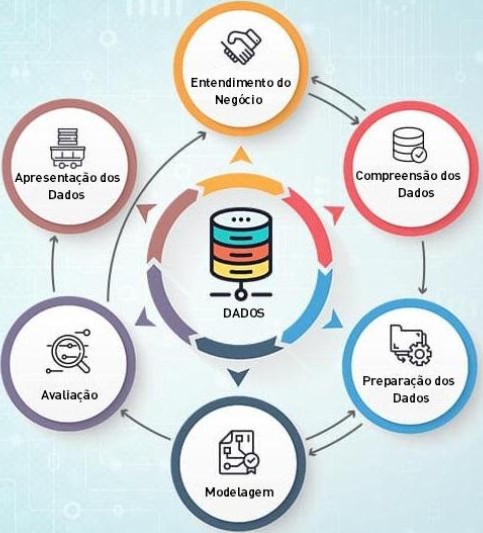 Entendimento do
Negócio
Compreensão dos
Dados
Preparação dos
Dados
Modelagem
Avaliação
Apresentação dos
Dados
DADOS